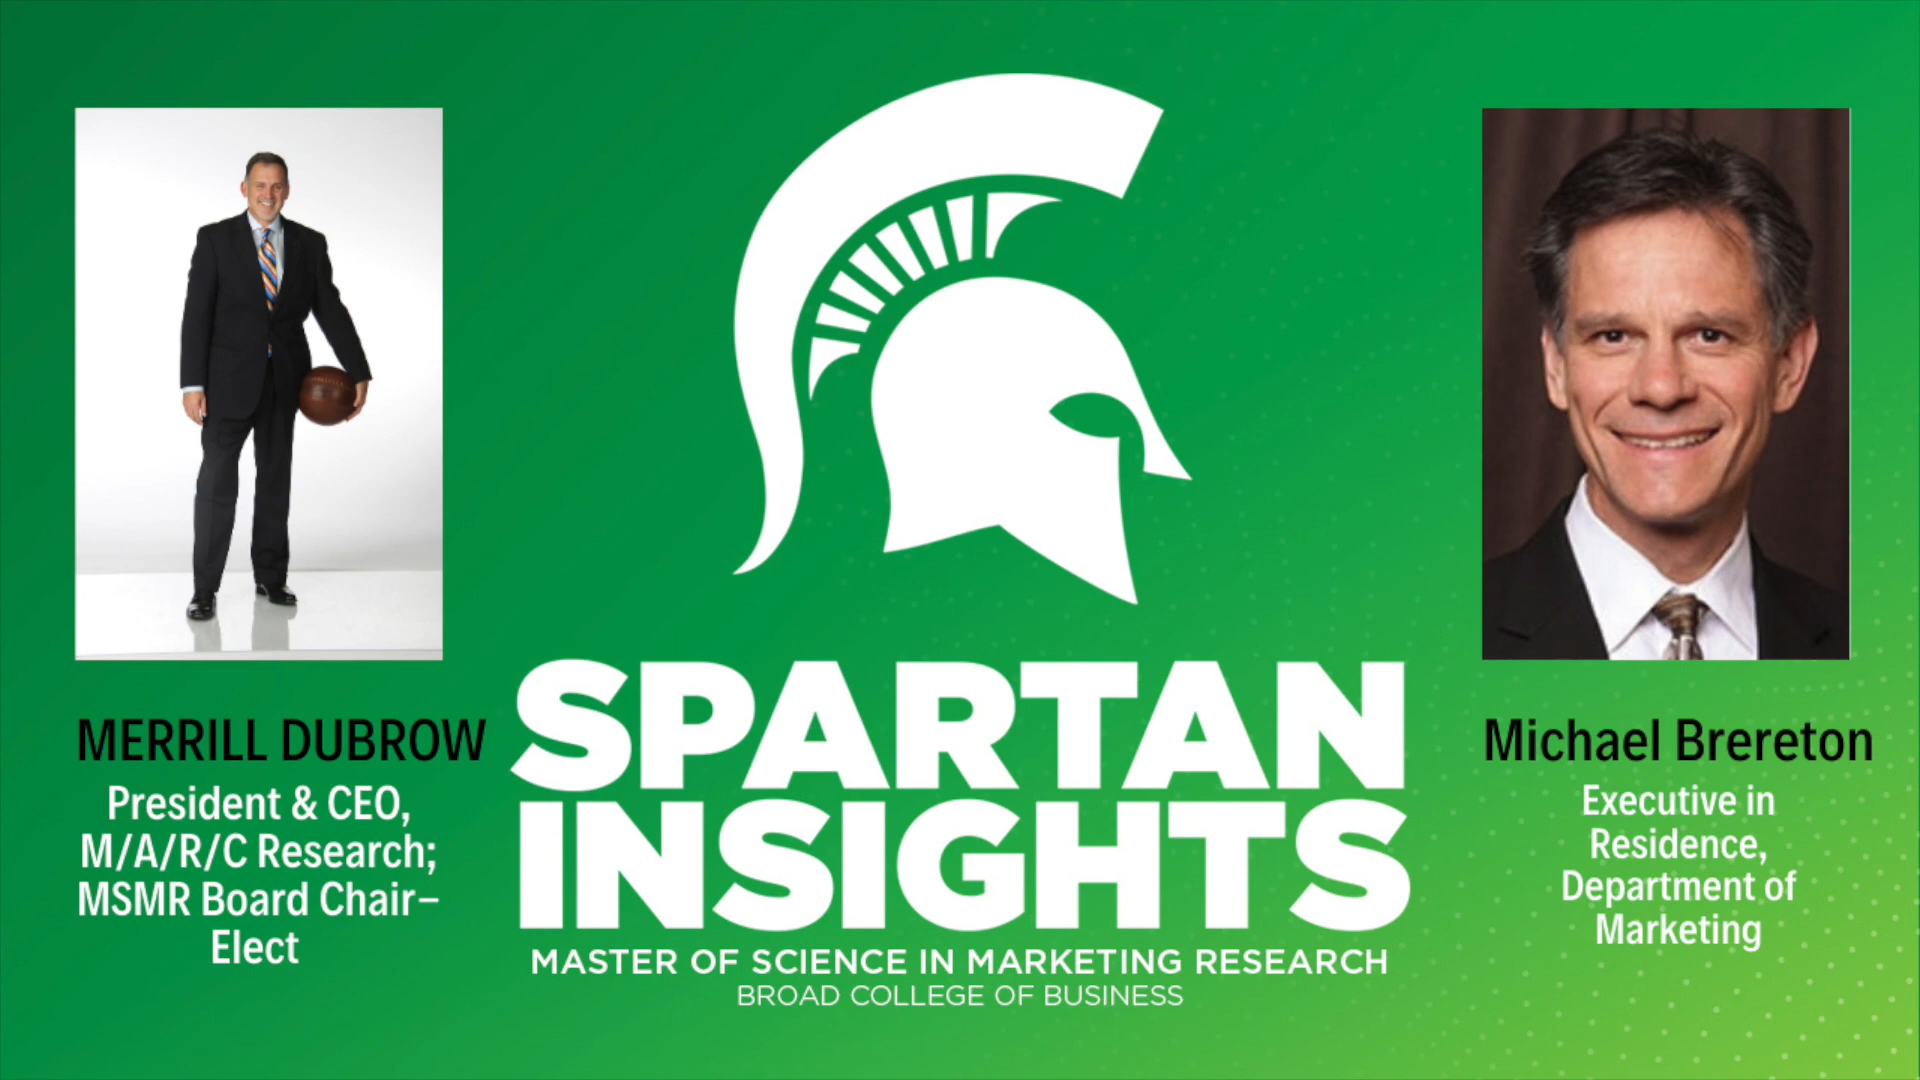 MERRILL DUBROW
President & CEO,
M/A/R/C Research;
MSMR Board Chair–
Elect
SPARTAN
INSIGHTS
MASTER OF SCIENCE IN MARKETING RESEARCH
BROAD COLLEGE OF BUSINESS
Michael Brereton
Executive in
Residence,
Department of
Marketing